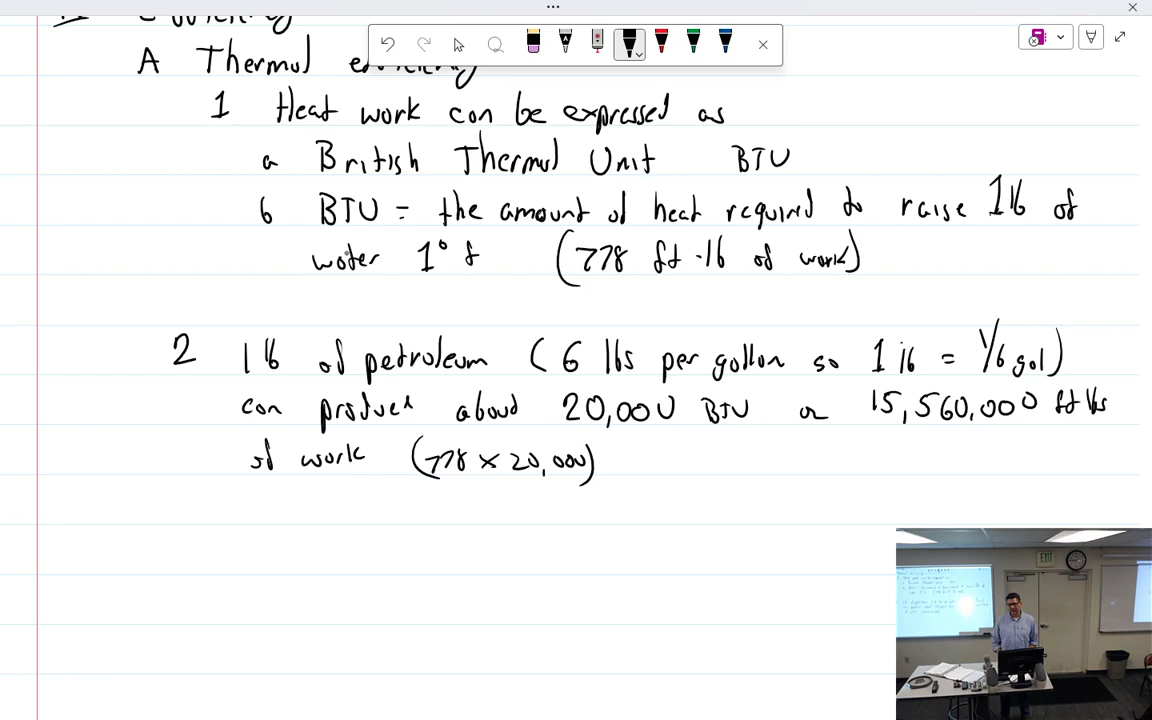 A Thermal efficiency
1 Heat work can be expressed as
a British Thermal Unit BTU
b BTU = the amount of heat required to raise 1 lb of
water 1° f (778 ft·lb of work)
2 1 lb of petroleum (6 lbs per gallon so 1 lb = 1/6 gal)
can produce about 20,000 BTU or 15,560,000 ft lbs
of work (778 × 20,000)
EXIT